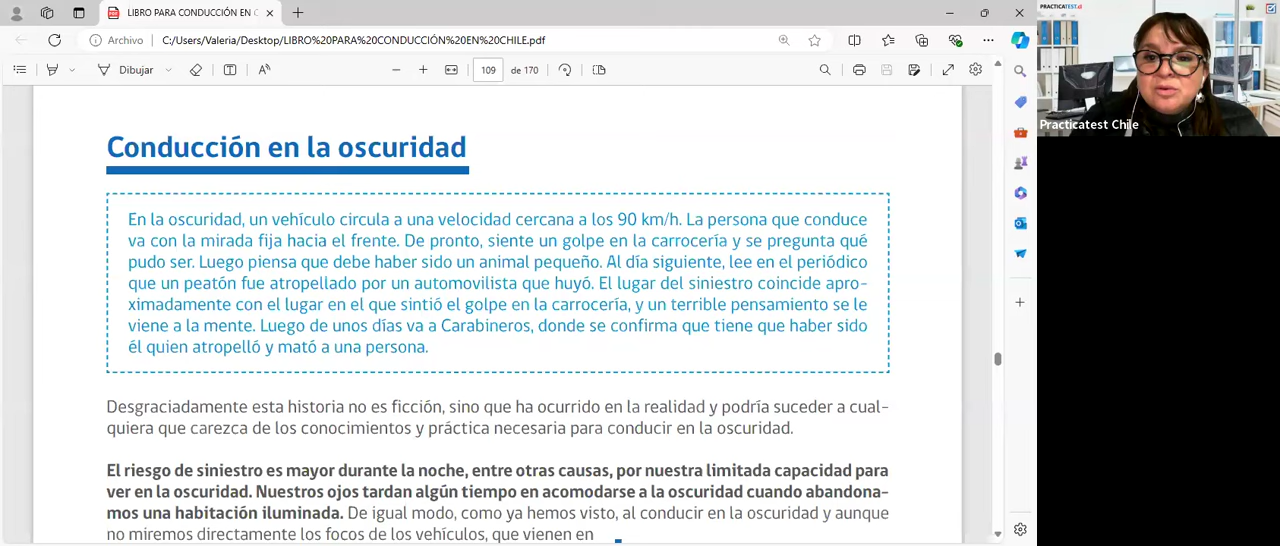 LIBRO PARA CONDUCCIÓN EN C
Archivo C:/Users/Valeria/Desktop/LIBRO%20PARA%20CONDUCCIÓN%20EN%20CHILE.pdf
Dibujar 109 de 170
PRACTICATEST.cl
Practicatest Chile
Conducción en la oscuridad
En la oscuridad, un vehículo circula a una velocidad cercana a los 90 km/h. La persona que conduce
va con la mirada fija hacia el frente. De pronto, siente un golpe en la carrocería y se pregunta qué
pudo ser. Luego piensa que debe haber sido un animal pequeño. Al día siguiente, lee en el periódico
que un peatón fue atropellado por un automovilista que huyó. El lugar del siniestro coincide apro-
ximadamente con el lugar en el que sintió el golpe en la carrocería, y un terrible pensamiento se le
viene a la mente. Luego de unos días va a Carabineros, donde se confirma que tiene que haber sido
él quien atropelló y mató a una persona.
Desgraciadamente esta historia no es ficción, sino que ha ocurrido en la realidad y podría suceder a cual-
quiera que carezca de los conocimientos y práctica necesaria para conducir en la oscuridad.
El riesgo de siniestro es mayor durante la noche, entre otras causas, por nuestra limitada capacidad para
ver en la oscuridad. Nuestros ojos tardan algún tiempo en acomodarse a la oscuridad cuando abandona-
mos una habitación iluminada. De igual modo, como ya hemos visto, al conducir en la oscuridad y aunque
no miremos directamente los focos de los vehículos, que vienen en